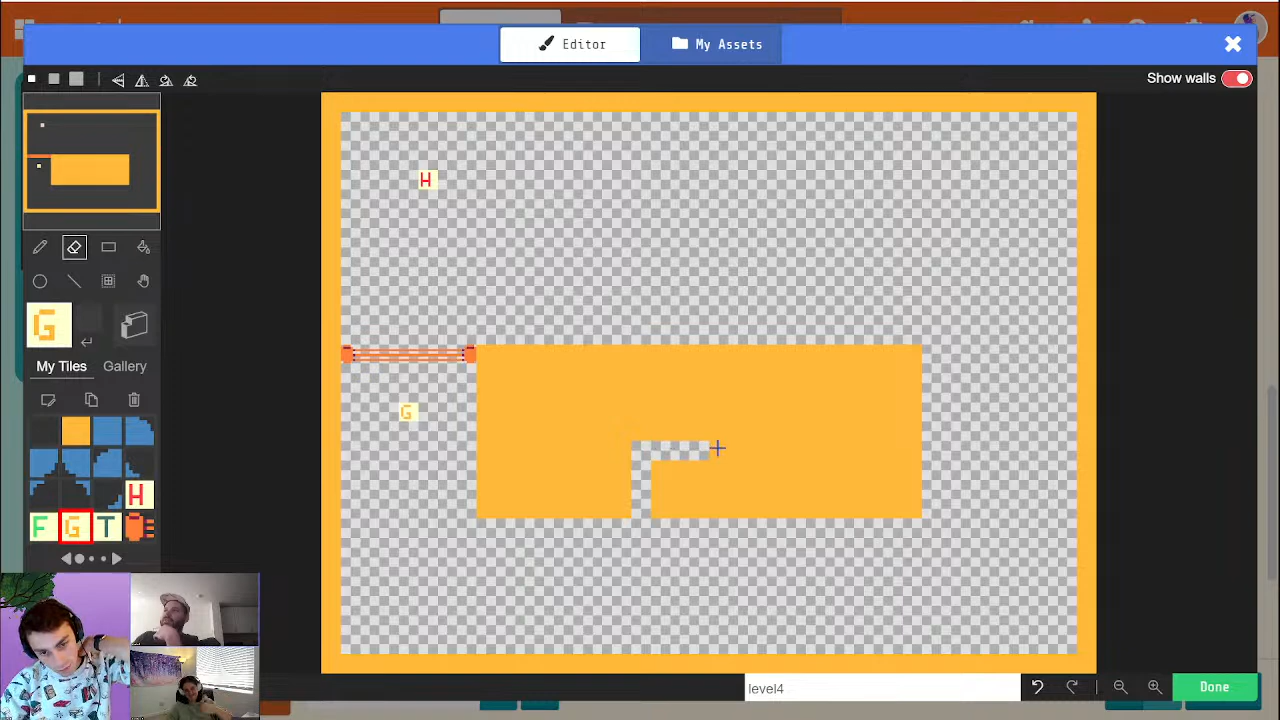 Editor
My Assets
Show walls
H
G
G
My Tiles
Gallery
H
F
G
T
level4
Done